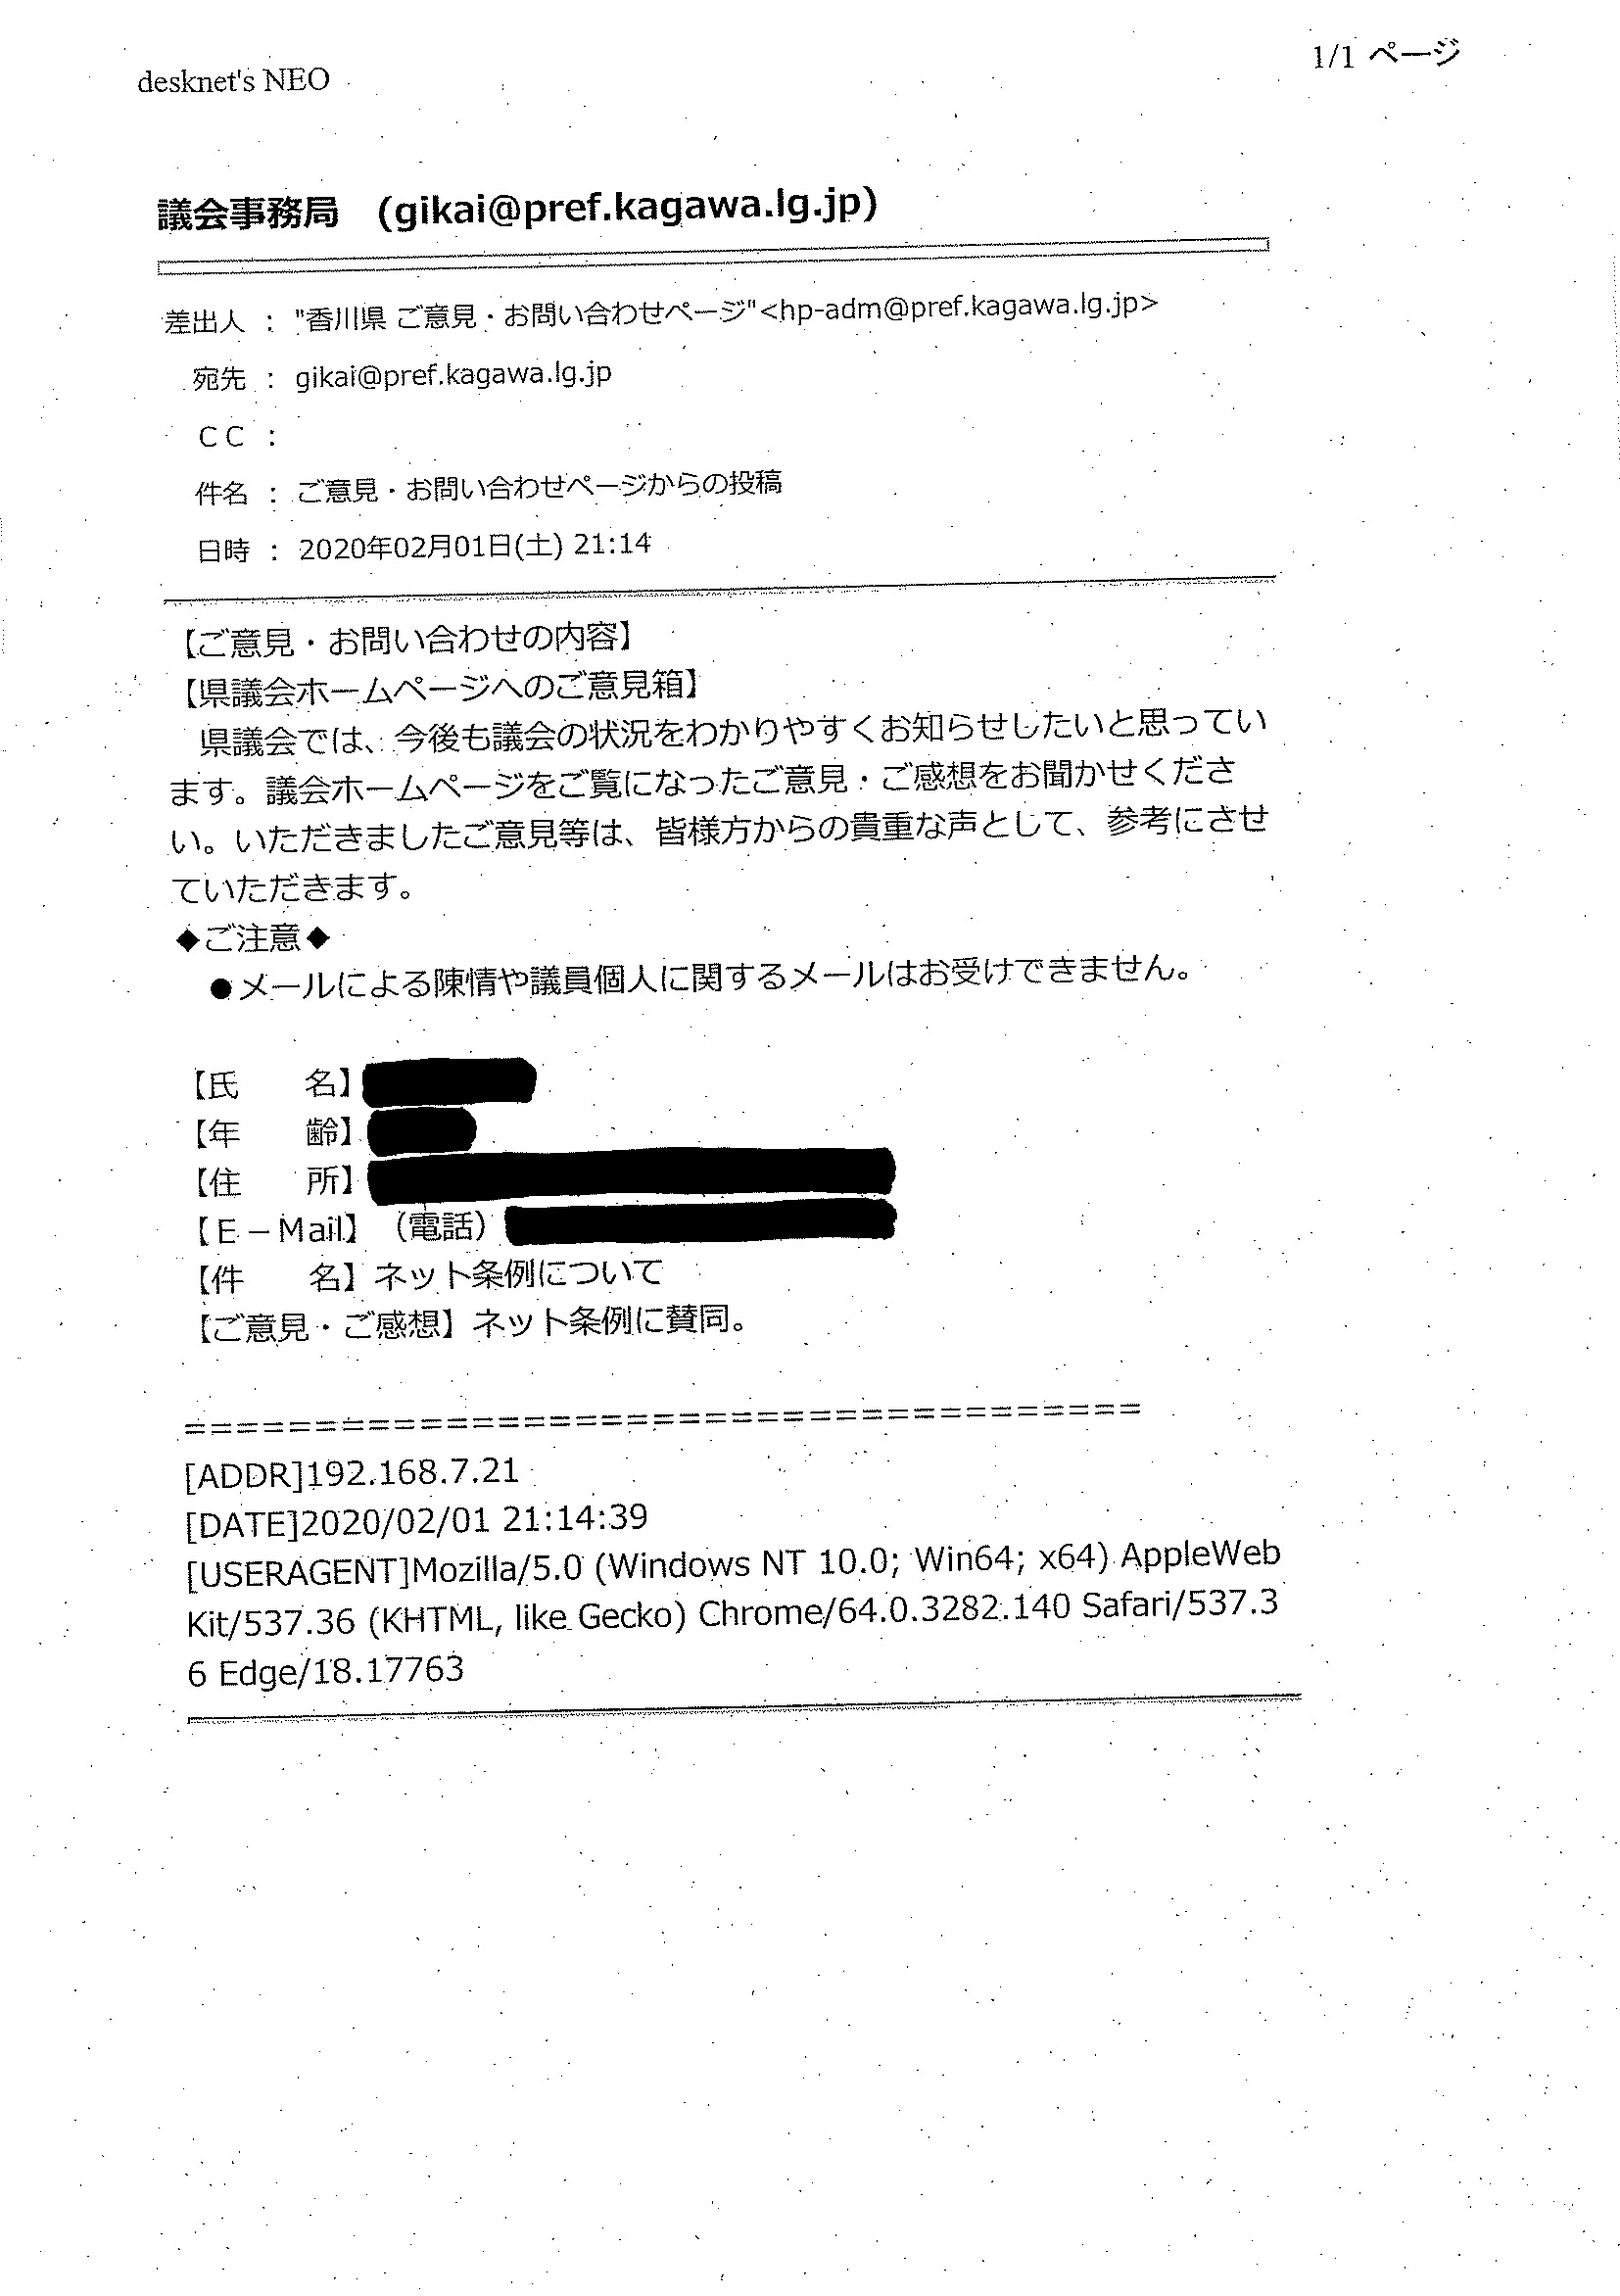 desknet's NEO
1/1 ページ
議会事務局　(gikai@pref.kagawa.lg.jp)
差出人 ： "香川県 ご意見・お問い合わせページ"<hp-adm@pref.kagawa.lg.jp>
宛先 ： gikai@pref.kagawa.lg.jp
ＣＣ ：
件名 ： ご意見・お問い合わせページからの投稿
日時 ： 2020年02月01日(土) 21:14
【ご意見・お問い合わせの内容】
【県議会ホームページへのご意見箱】
　県議会では、今後も議会の状況をわかりやすくお知らせしたいと思ってい
ます。議会ホームページをご覧になったご意見・ご感想をお聞かせくださ
い。いただきましたご意見等は、皆様方からの貴重な声として、参考にさせ
ていただきます。
◆ご注意◆
　●メールによる陳情や議員個人に関するメールはお受けできません。
【氏　　名】
【年　　齢】
【住　　所】
【Ｅ－Mail】（電話）
【件　　名】ネット条例について
【ご意見・ご感想】ネット条例に賛同。
=====================================
[ADDR]192.168.7.21
[DATE]2020/02/01 21:14:39
[USERAGENT]Mozilla/5.0 (Windows NT 10.0; Win64; x64) AppleWeb
Kit/537.36 (KHTML, like Gecko) Chrome/64.0.3282.140 Safari/537.3
6 Edge/18.17763